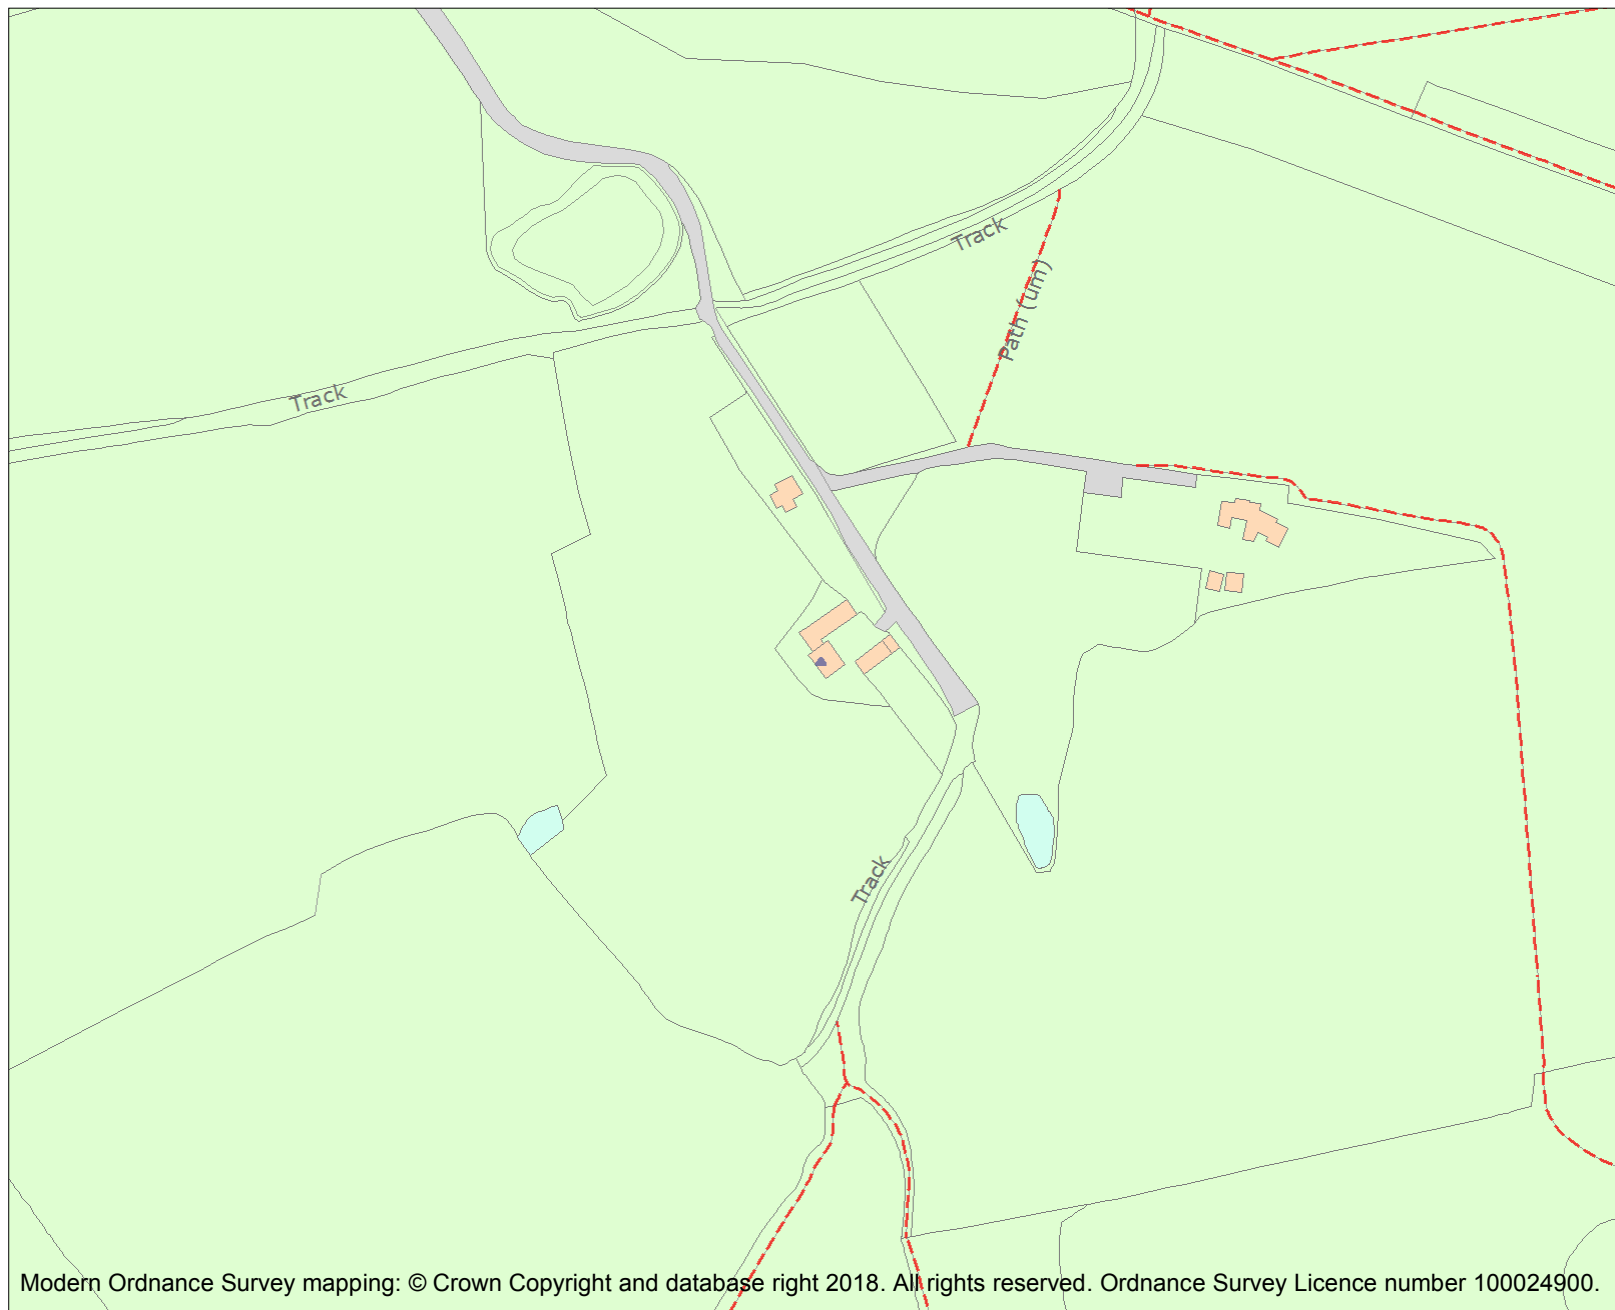 Track
Path (um)
Track
Track
Modern Ordnance Survey mapping: © Crown Copyright and database right 2018. All rights reserved. Ordnance Survey Licence number 100024900.